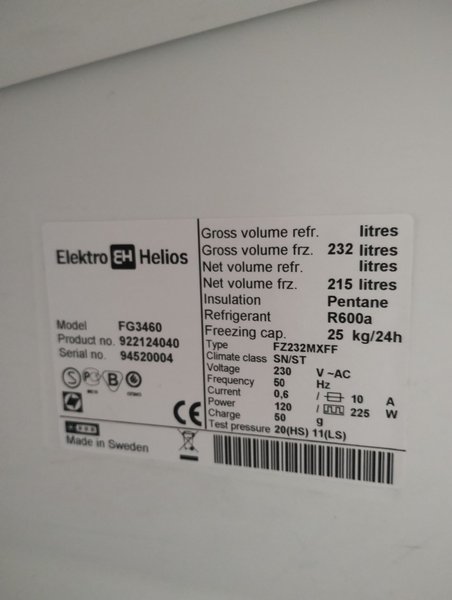 Elektro EH Helios
Model FG3460
Product no. 922124040
Serial no. 94520004
CE
Made in Sweden
Gross volume refr. litres
Gross volume frz. 232 litres
Net volume refr. litres
Net volume frz. 215 litres
Insulation Pentane
Refrigerant R600a
Freezing cap. 25 kg/24h
Type FZ232MXFF
Climate class SN/ST
Voltage 230 V ~AC
Frequency 50 Hz
Current 0,6 / 10 A
Power 120 / 225 W
Charge 50 g
Test pressure 20(HS) 11(LS)